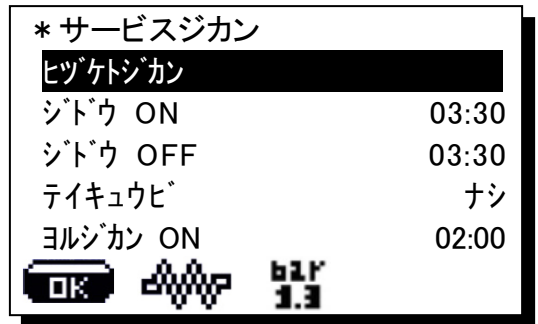 * サービスジカン
ﾋﾂﾞｹﾄｼﾞｶﾝ
ｼﾞﾄﾞｳ ON 03:30
ｼﾞﾄﾞｳ OFF 03:30
ﾃｲｷｭｳﾋﾞ ﾅｼ
ﾖﾙｼﾞｶﾝ ON 02:00
OK bar
3.3